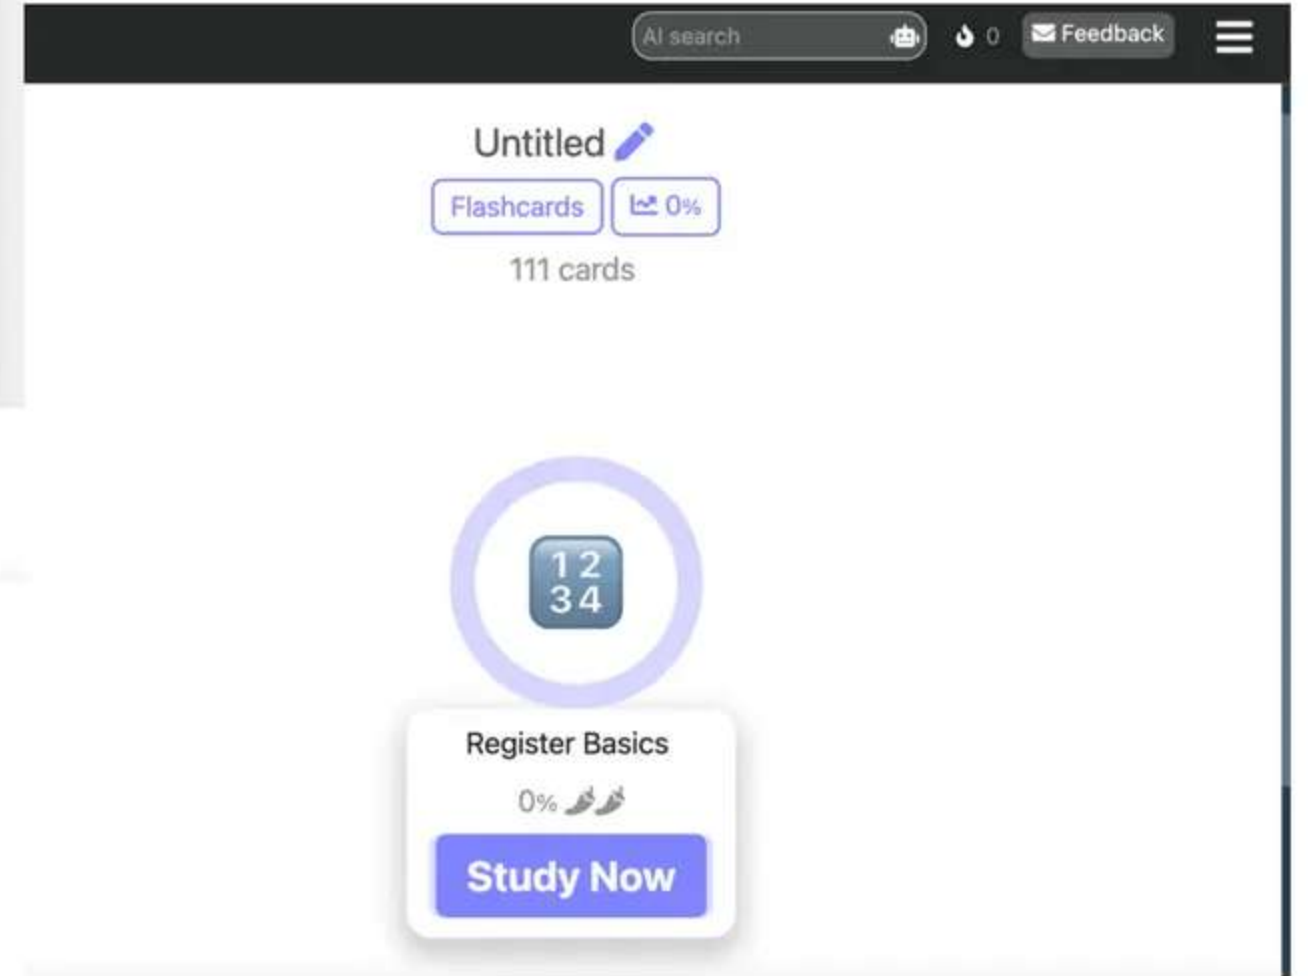 AI search
0
Feedback
Untitled
Flashcards
0%
111 cards
1 2
3 4
Register Basics
0%
Study Now